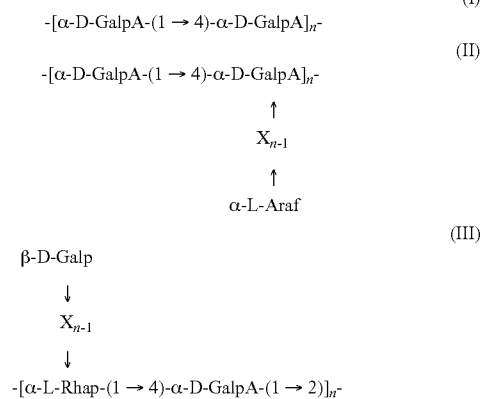 (I)
-[α-D-GalpA-(1 → 4)-α-D-GalpA]n-
(II)
-[α-D-GalpA-(1 → 4)-α-D-GalpA]n-
↑
Xn-1
↑
α-L-Araf
(III)
β-D-Galp
↓
Xn-1
↓
-[α-L-Rhap-(1 → 4)-α-D-GalpA-(1 → 2)]n-